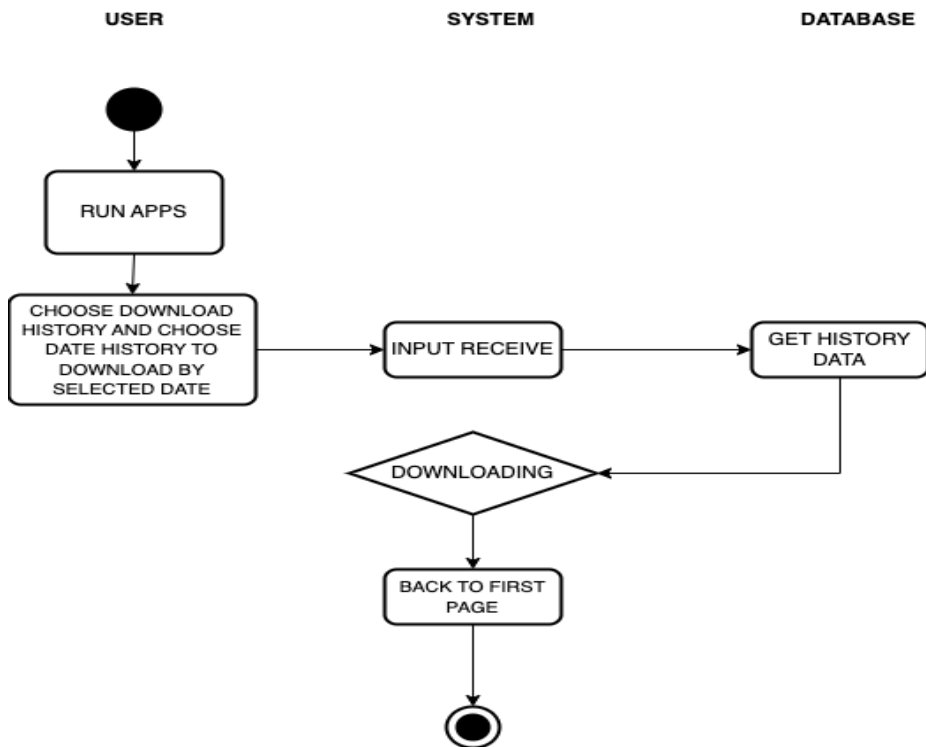 USER
SYSTEM
DATABASE
RUN APPS
CHOOSE DOWNLOAD
HISTORY AND CHOOSE
DATE HISTORY TO
DOWNLOAD BY
SELECTED DATE
INPUT RECEIVE
GET HISTORY
DATA
DOWNLOADING
BACK TO FIRST
PAGE